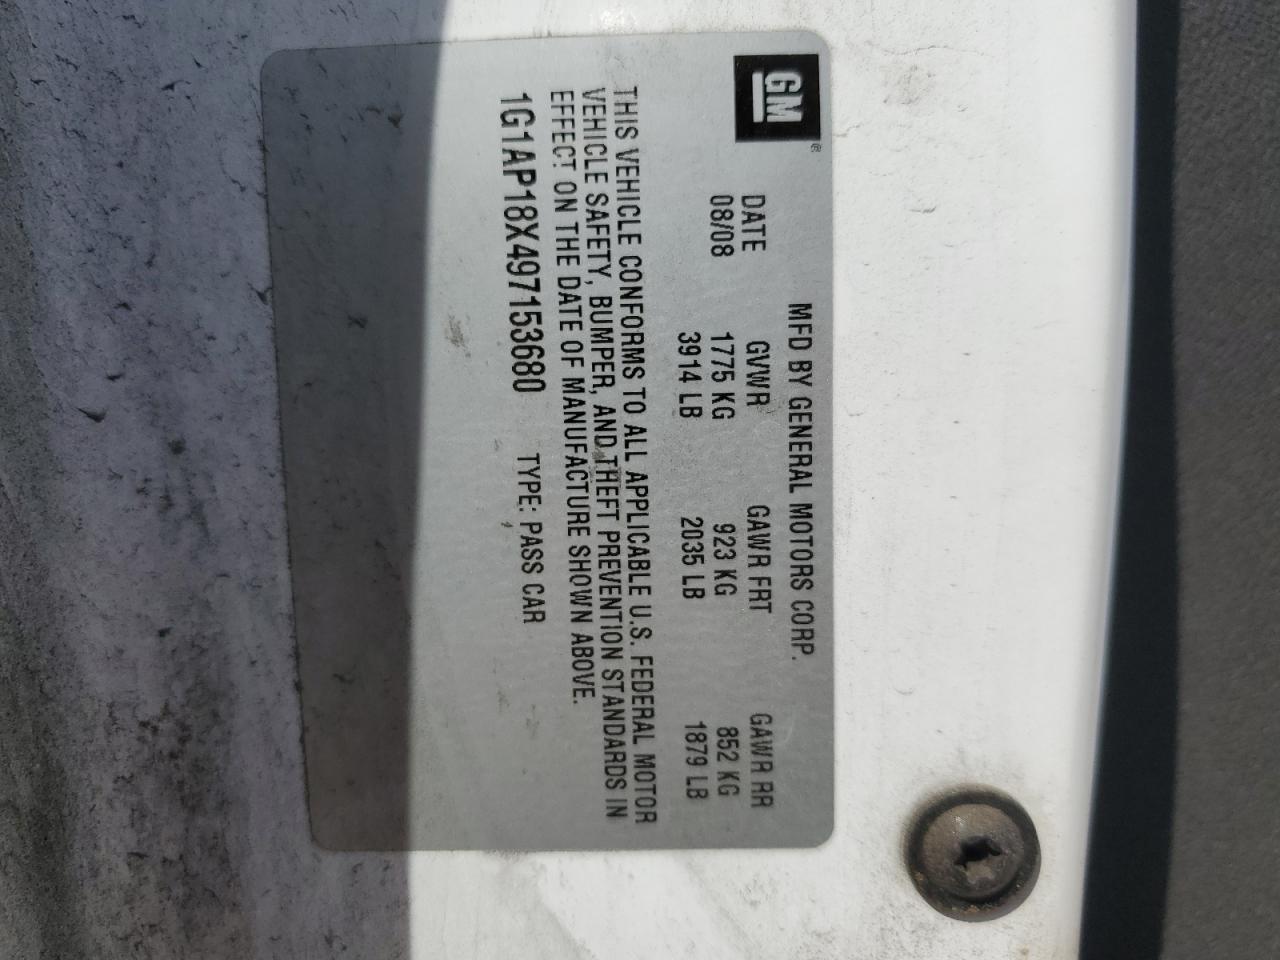 GM ®
MFD BY GENERAL MOTORS CORP.
DATE GVWR GAWR FRT GAWR RR
08/08 1775 KG 923 KG 852 KG
3914 LB 2035 LB 1879 LB
THIS VEHICLE CONFORMS TO ALL APPLICABLE U.S. FEDERAL MOTOR
VEHICLE SAFETY, BUMPER, AND THEFT PREVENTION STANDARDS IN
EFFECT ON THE DATE OF MANUFACTURE SHOWN ABOVE.
1G1AP18X497153680 TYPE: PASS CAR